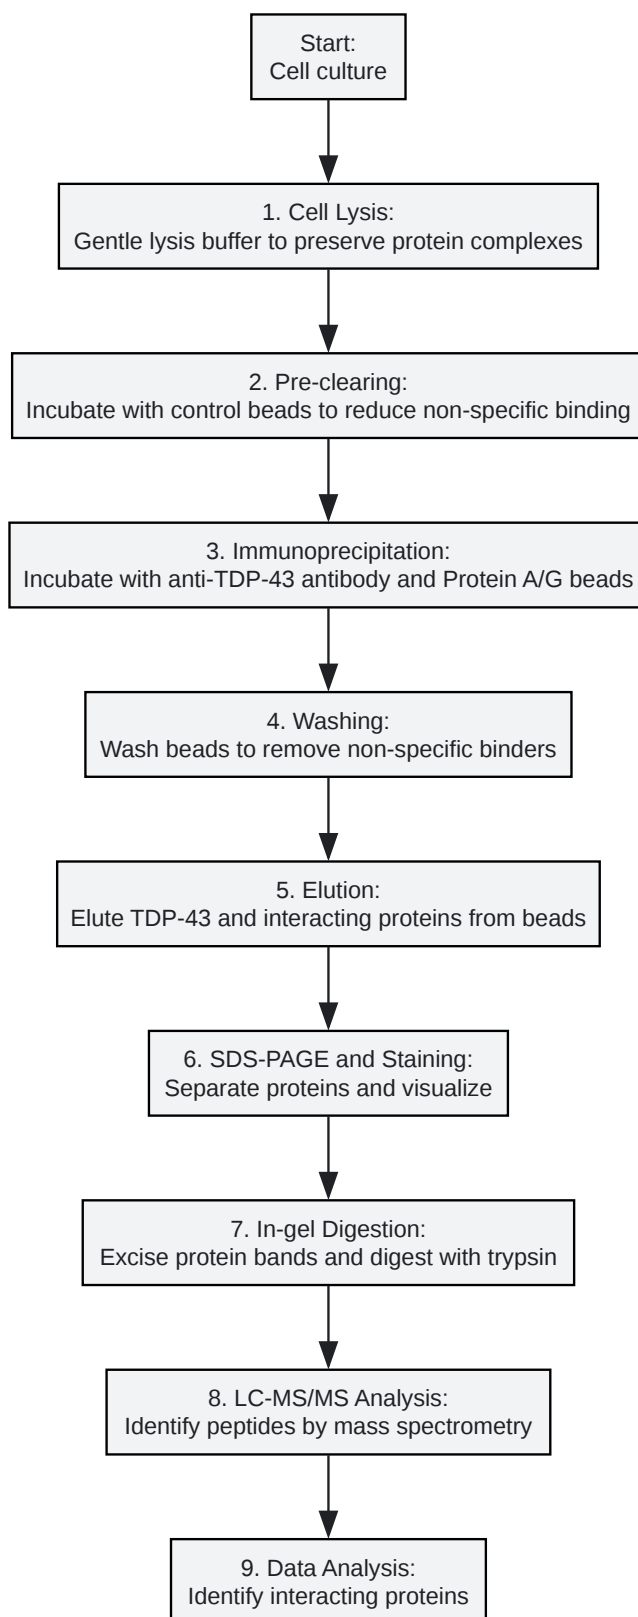 Start:
Cell culture
1. Cell Lysis:
Gentle lysis buffer to preserve protein complexes
2. Pre-clearing:
Incubate with control beads to reduce non-specific binding
3. Immunoprecipitation:
Incubate with anti-TDP-43 antibody and Protein A/G beads
4. Washing:
Wash beads to remove non-specific binders
5. Elution:
Elute TDP-43 and interacting proteins from beads
6. SDS-PAGE and Staining:
Separate proteins and visualize
7. In-gel Digestion:
Excise protein bands and digest with trypsin
8. LC-MS/MS Analysis:
Identify peptides by mass spectrometry
9. Data Analysis:
Identify interacting proteins